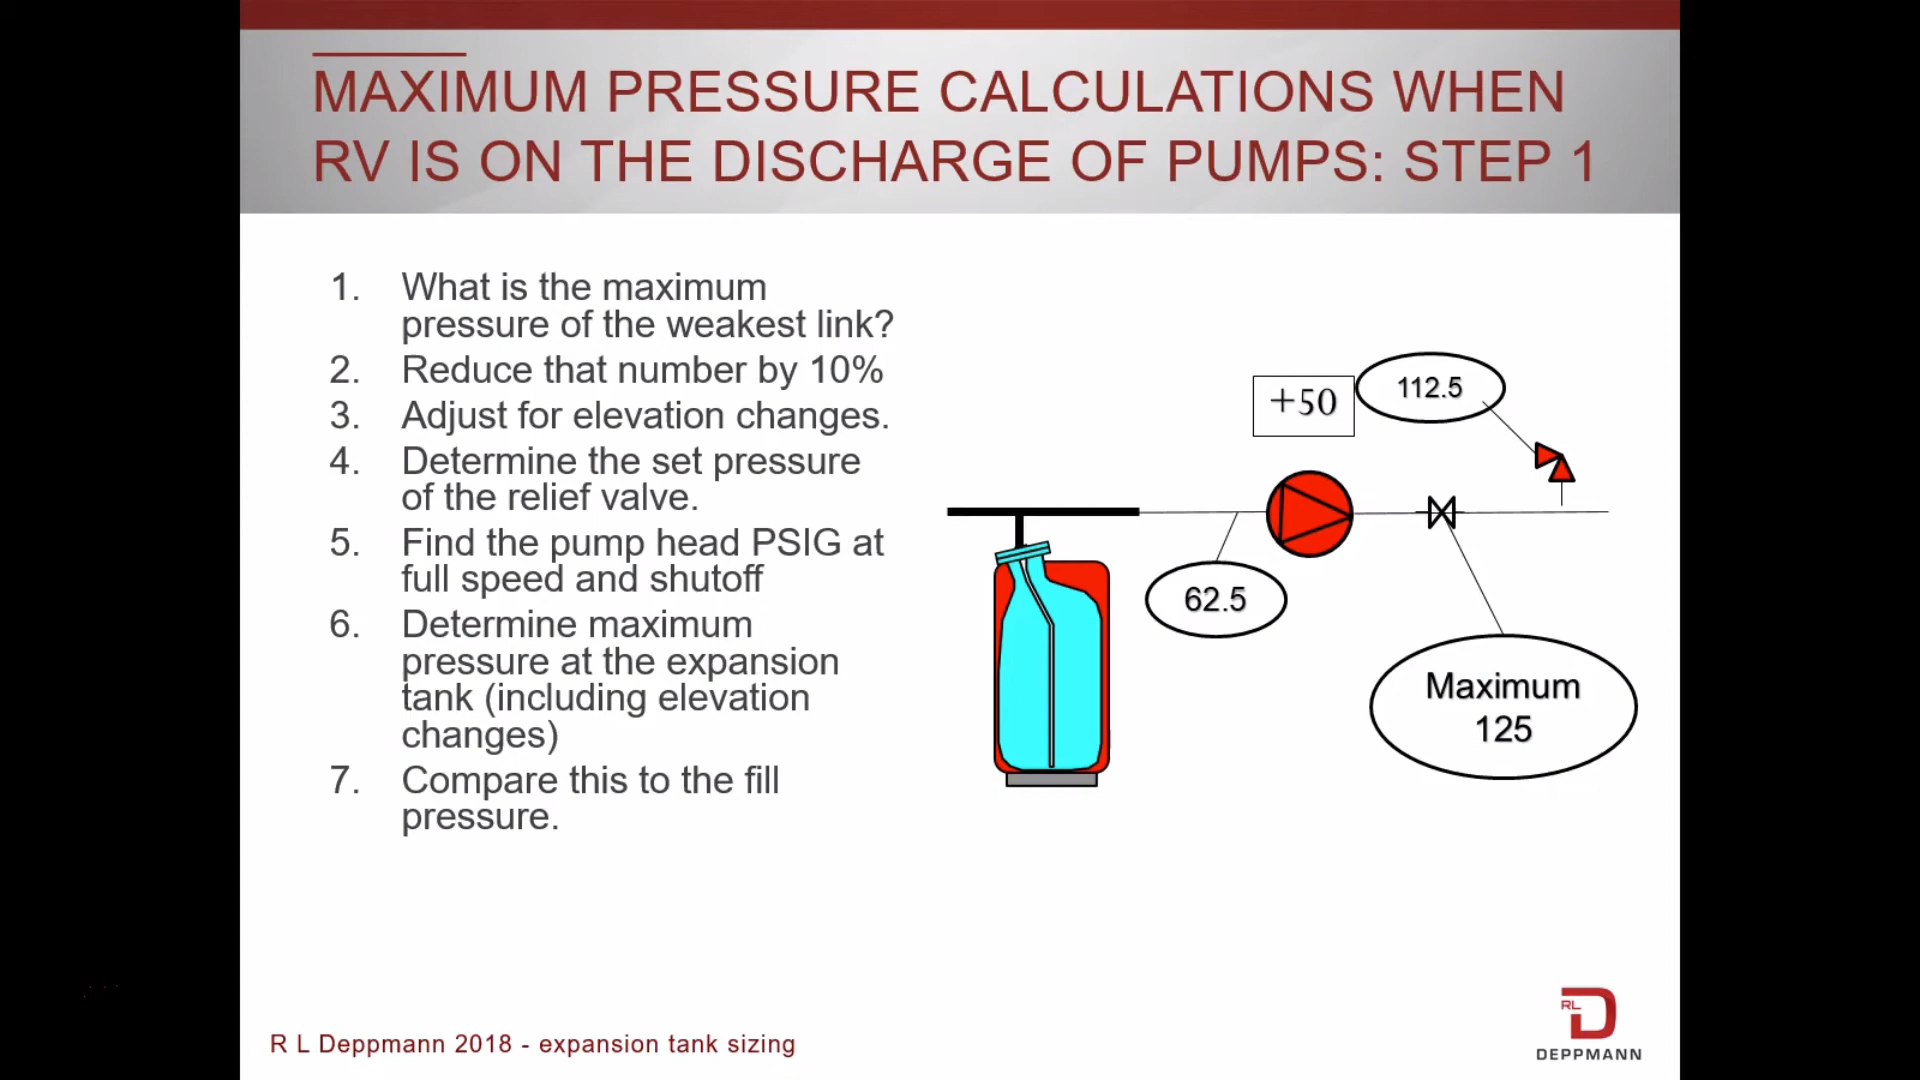 MAXIMUM PRESSURE CALCULATIONS WHEN
RV IS ON THE DISCHARGE OF PUMPS: STEP 1
1. What is the maximum
pressure of the weakest link?
2. Reduce that number by 10%
3. Adjust for elevation changes.
4. Determine the set pressure
of the relief valve.
5. Find the pump head PSIG at
full speed and shutoff
6. Determine maximum
pressure at the expansion
tank (including elevation
changes)
7. Compare this to the fill
pressure.
+50
112.5
62.5
Maximum
125
R L Deppmann 2018 - expansion tank sizing
RL
DEPPMANN